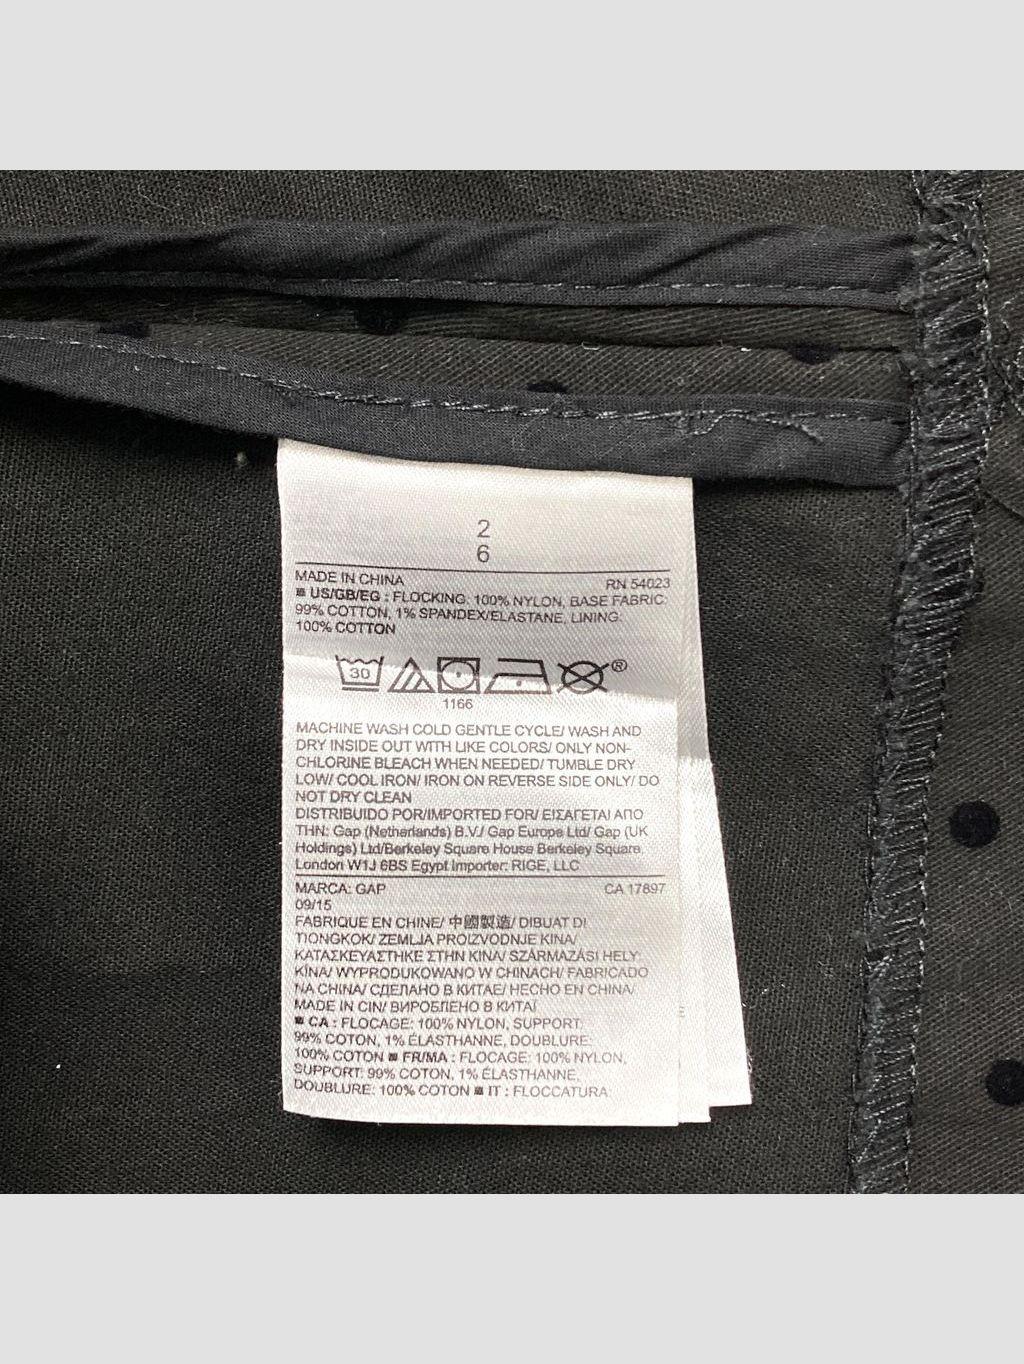 2
6
MADE IN CHINA RN 54023
US/GB/EG : FLOCKING: 100% NYLON, BASE FABRIC:
99% COTTON, 1% SPANDEX/ELASTANE, LINING:
100% COTTON
30 ®
1166
MACHINE WASH COLD GENTLE CYCLE/ WASH AND
DRY INSIDE OUT WITH LIKE COLORS/ ONLY NON-
CHLORINE BLEACH WHEN NEEDED/ TUMBLE DRY
LOW/ COOL IRON/ IRON ON REVERSE SIDE ONLY/ DO
NOT DRY CLEAN
DISTRIBUIDO POR/IMPORTED FOR/ ΕΙΣΑΓΕΤΑΙ ΑΠΟ
ΤΗΝ: Gap (Netherlands) B.V./ Gap Europe Ltd/ Gap (UK
Holdings) Ltd/Berkeley Square House Berkeley Square,
London W1J 6BS Egypt Importer: RIGE, LLC
MARCA: GAP CA 17897
09/15
FABRIQUE EN CHINE/ 中國製造/ DIBUAT DI
TIONGKOK/ ZEMLJA PROIZVODNJE KINA/
ΚΑΤΑΣΚΕΥΑΣΤΗΚΕ ΣΤΗΝ ΚΙΝΑ/ SZÁRMAZÁSI HELY:
KÍNA/ WYPRODUKOWANO W CHINACH/ FABRICADO
NA CHINA/ СДЕЛАНО В КИТАЕ/ HECHO EN CHINA/
MADE IN CIN/ ВИРОБЛЕНО В КИТАЇ
CA : FLOCAGE: 100% NYLON, SUPPORT:
99% COTON, 1% ÉLASTHANNE, DOUBLURE:
100% COTON FR/MA : FLOCAGE: 100% NYLON,
SUPPORT: 99% COTON, 1% ÉLASTHANNE,
DOUBLURE: 100% COTON IT : FLOCCATURA: